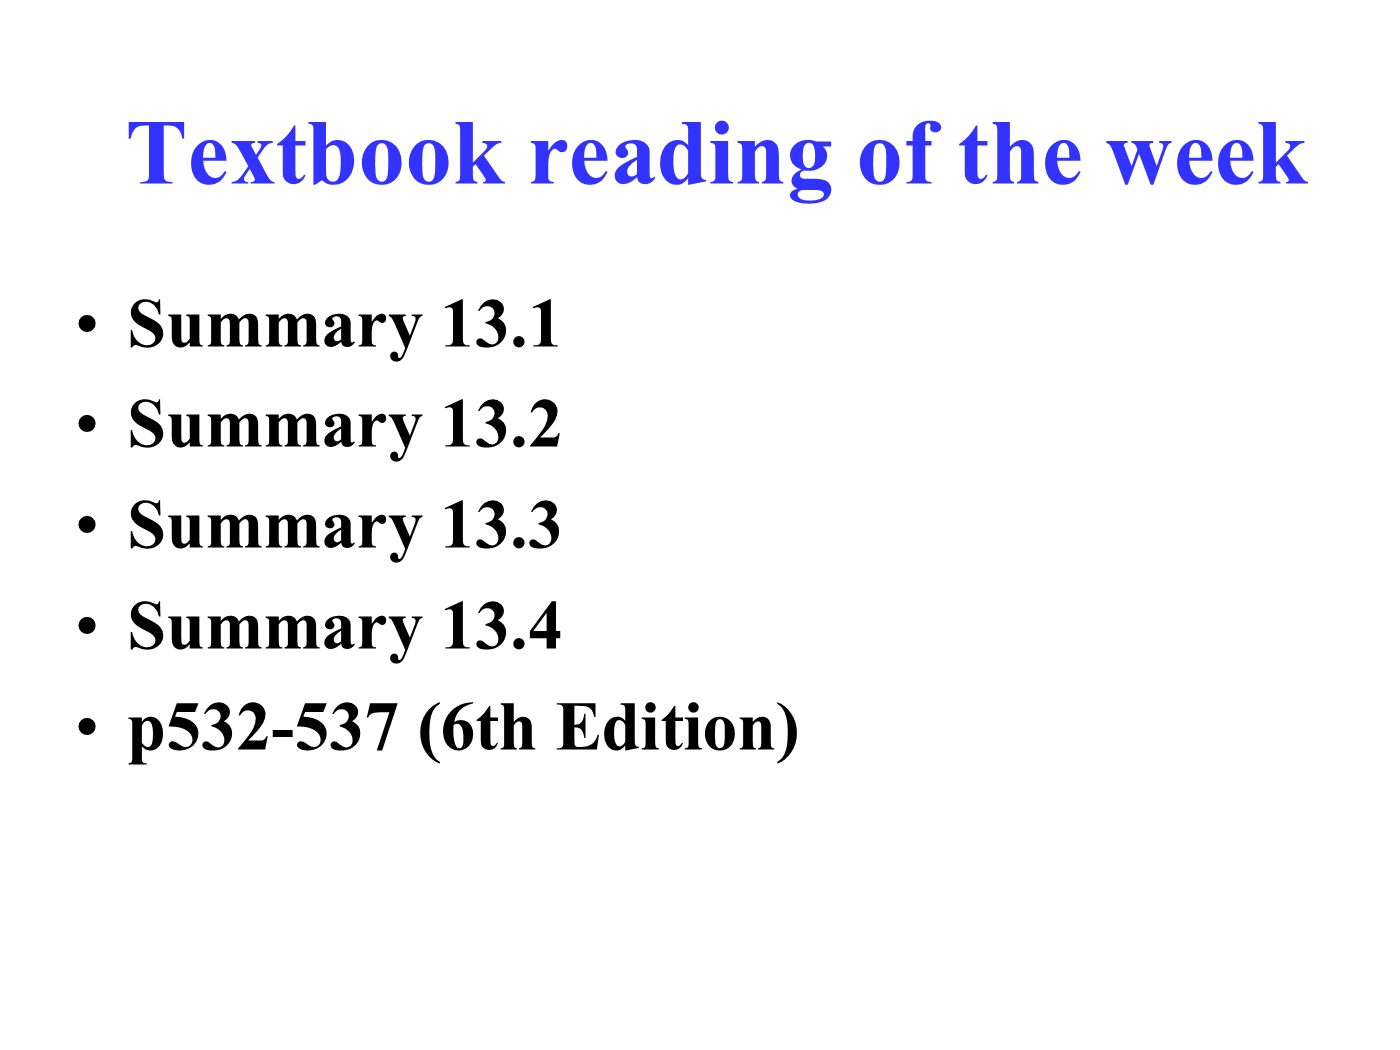 Textbook reading of the week
• Summary 13.1
• Summary 13.2
• Summary 13.3
• Summary 13.4
• p532-537 (6th Edition)